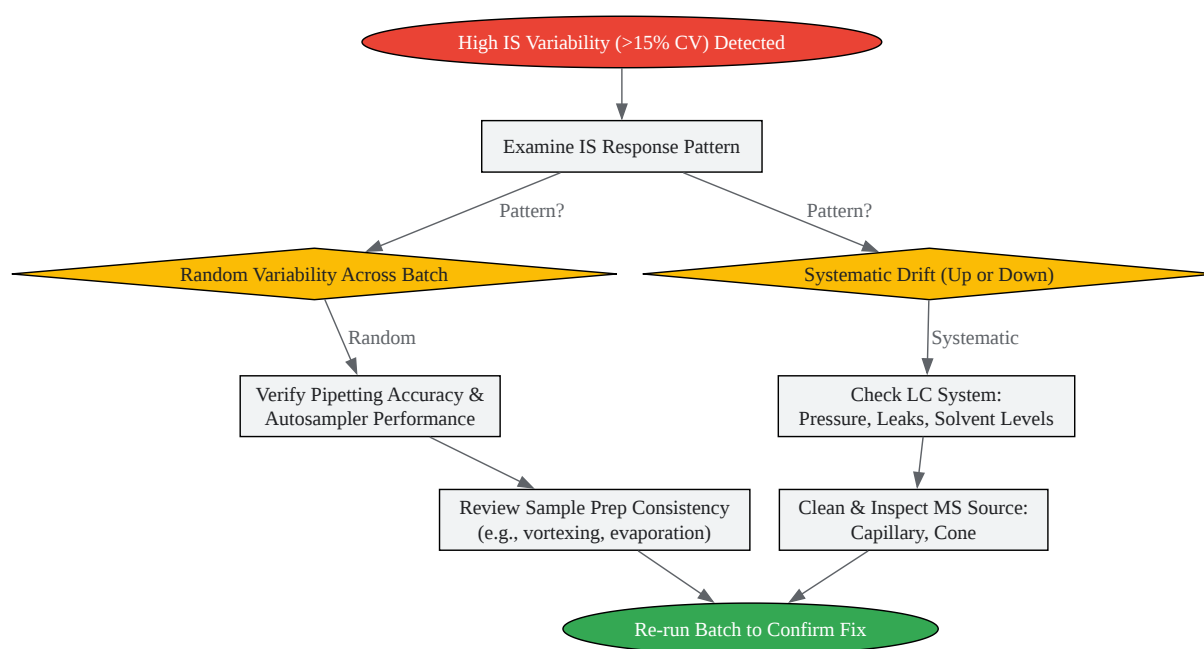 High IS Variability (>15% CV) Detected
Examine IS Response Pattern
Pattern?
Pattern?
Random Variability Across Batch
Systematic Drift (Up or Down)
Random
Systematic
Verify Pipetting Accuracy &
Autosampler Performance
Check LC System:
Pressure, Leaks, Solvent Levels
Review Sample Prep Consistency
(e.g., vortexing, evaporation)
Clean & Inspect MS Source:
Capillary, Cone
Re-run Batch to Confirm Fix